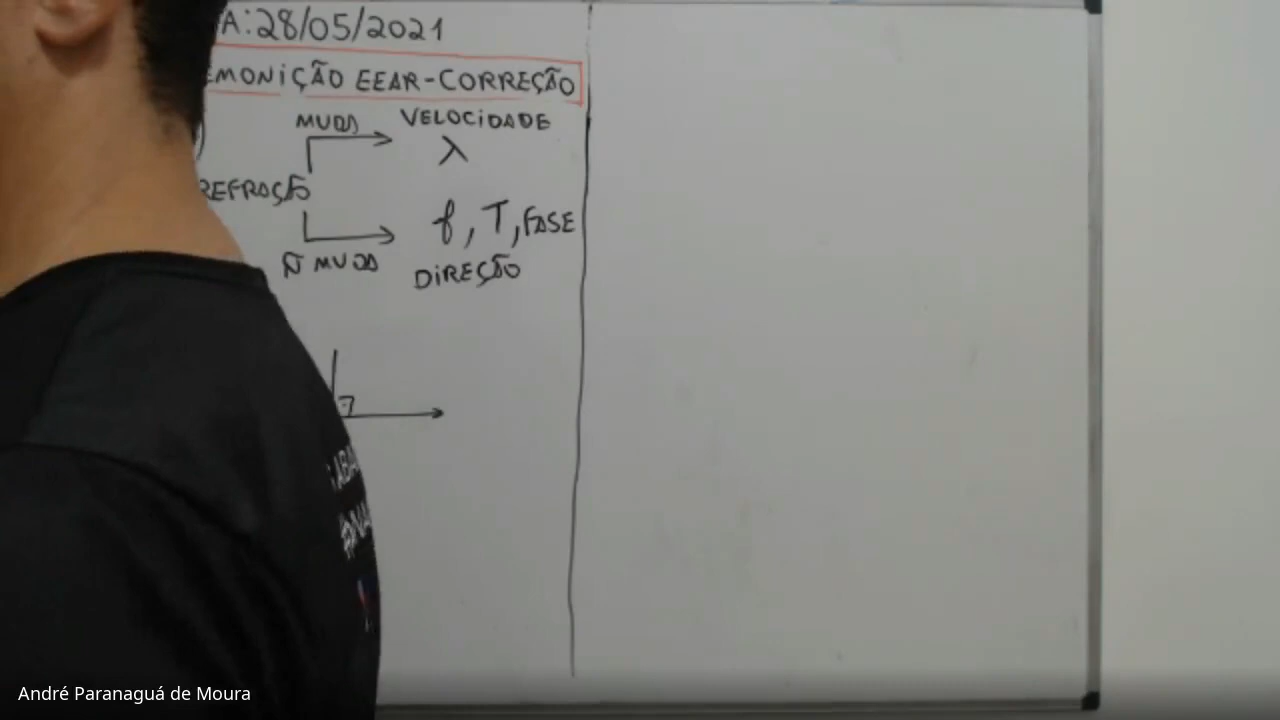 A: 28/05/2021
EMONIÇÃO EEAR-CORREÇÃO
MUDA VELOCIDADE
λ
REFRAÇÃO
f, T, FASE
Ñ MUDA DIREÇÃO
André Paranaguá de Moura